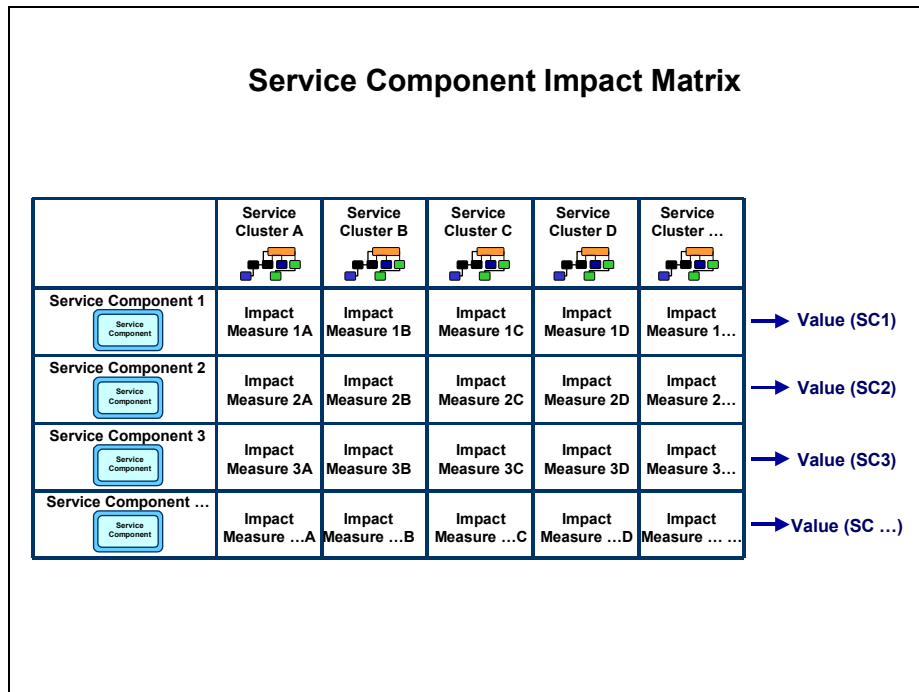 Service Component Impact Matrix
Service
Cluster A
Service
Cluster B
Service
Cluster C
Service
Cluster D
Service
Cluster …
Service Component 1
Service
Component
Impact
Measure 1A
Impact
Measure 1B
Impact
Measure 1C
Impact
Measure 1D
Impact
Measure 1…
Value (SC1)
Service Component 2
Service
Component
Impact
Measure 2A
Impact
Measure 2B
Impact
Measure 2C
Impact
Measure 2D
Impact
Measure 2…
Value (SC2)
Service Component 3
Service
Component
Impact
Measure 3A
Impact
Measure 3B
Impact
Measure 3C
Impact
Measure 3D
Impact
Measure 3…
Value (SC3)
Service Component …
Service
Component
Impact
Measure …A
Impact
Measure …B
Impact
Measure …C
Impact
Measure …D
Impact
Measure … …
Value (SC …)